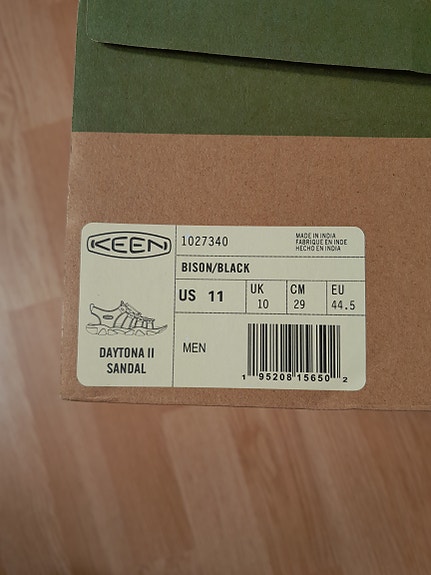 KEEN
1027340
MADE IN INDIA
FABRIQUE EN INDE
HECHO EN INDIA
BISON/BLACK
US 11
UK
10
CM
29
EU
44.5
DAYTONA II
SANDAL
MEN
1 95208 15650 2